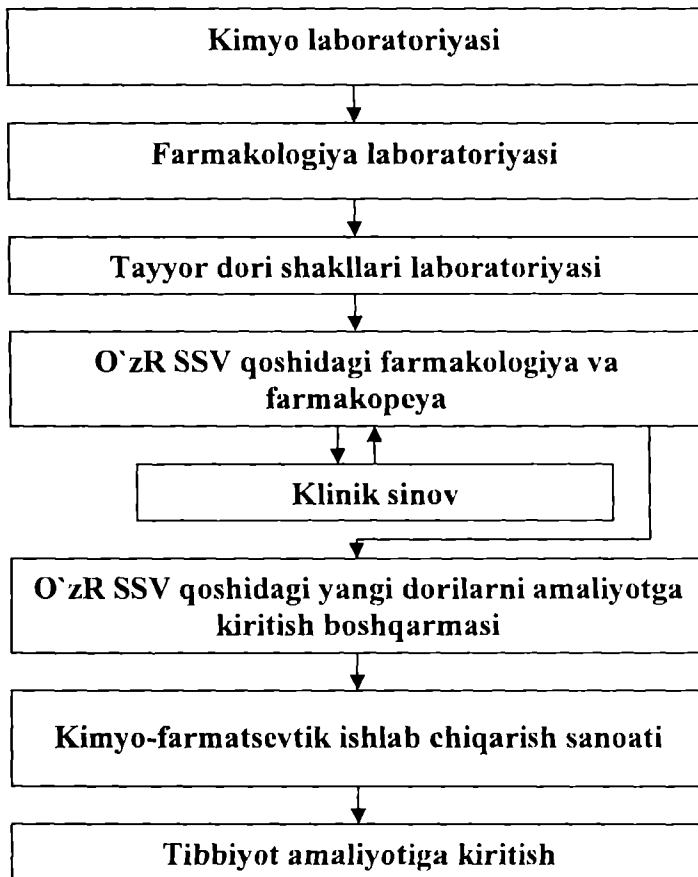 Kimyo laboratoriyasi
Farmakologiya laboratoriyasi
Tayyor dori shakllari laboratoriyasi
O`zR SSV qoshidagi farmakologiya va
farmakopeya
Klinik sinov
O`zR SSV qoshidagi yangi dorilarni amaliyotga
kiritish boshqarmasi
Kimyo-farmatsevtik ishlab chiqarish sanoati
Tibbiyot amaliyotiga kiritish